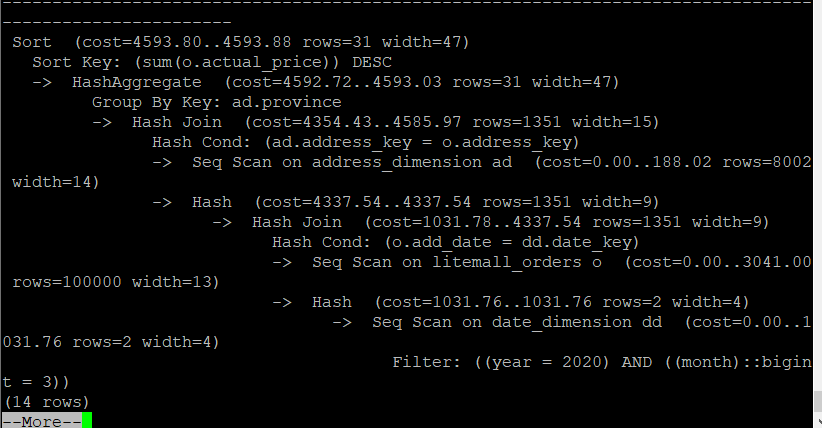 --------------------------------------------------------------------------------
-----------------------
Sort  (cost=4593.80..4593.88 rows=31 width=47)
  Sort Key: (sum(o.actual_price)) DESC
  ->  HashAggregate  (cost=4592.72..4593.03 rows=31 width=47)
        Group By Key: ad.province
        ->  Hash Join  (cost=4354.43..4585.97 rows=1351 width=15)
              Hash Cond: (ad.address_key = o.address_key)
              ->  Seq Scan on address_dimension ad  (cost=0.00..188.02 rows=8002
width=14)
              ->  Hash  (cost=4337.54..4337.54 rows=1351 width=9)
                    ->  Hash Join  (cost=1031.78..4337.54 rows=1351 width=9)
                          Hash Cond: (o.add_date = dd.date_key)
                          ->  Seq Scan on litemall_orders o  (cost=0.00..3041.00
rows=100000 width=13)
                          ->  Hash  (cost=1031.76..1031.76 rows=2 width=4)
                                ->  Seq Scan on date_dimension dd  (cost=0.00..1
031.76 rows=2 width=4)
                                      Filter: ((year = 2020) AND ((month)::bigin
t = 3))
(14 rows)
--More--